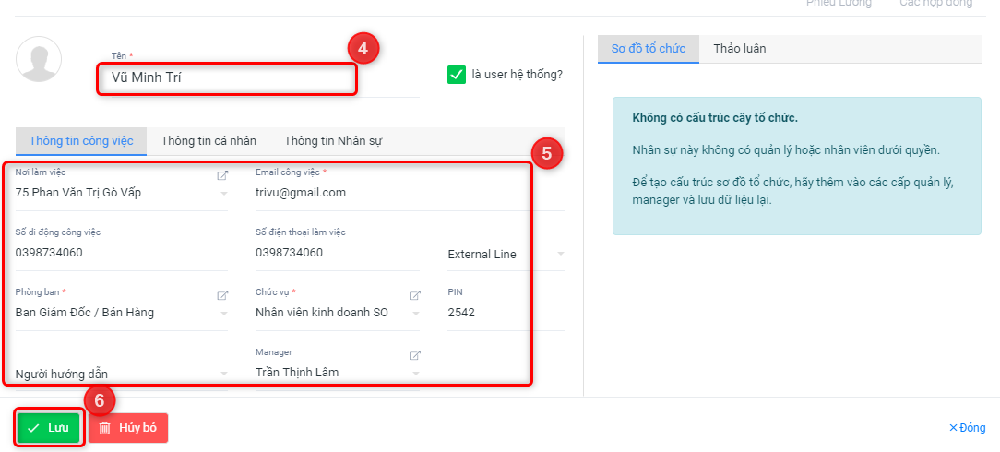 Phiếu Lương Các hợp đồng
Tên *
4
Vũ Minh Trí
là user hệ thống?
Sơ đồ tổ chức Thảo luận
Không có cấu trúc cây tổ chức.
Nhân sự này không có quản lý hoặc nhân viên dưới quyền.
Để tạo cấu trúc sơ đồ tổ chức, hãy thêm vào các cấp quản lý,
manager và lưu dữ liệu lại.
Thông tin công việc Thông tin cá nhân Thông tin Nhân sự
5
Nơi làm việc Email công việc *
75 Phan Văn Trị Gò Vấp trivu@gmail.com
Số di động công việc Số điện thoại làm việc
0398734060 0398734060 External Line
Phòng ban * Chức vụ * PIN
Ban Giám Đốc / Bán Hàng Nhân viên kinh doanh SO 2542
Manager
Người hướng dẫn Trần Thịnh Lâm
6
Lưu Hủy bỏ Đóng